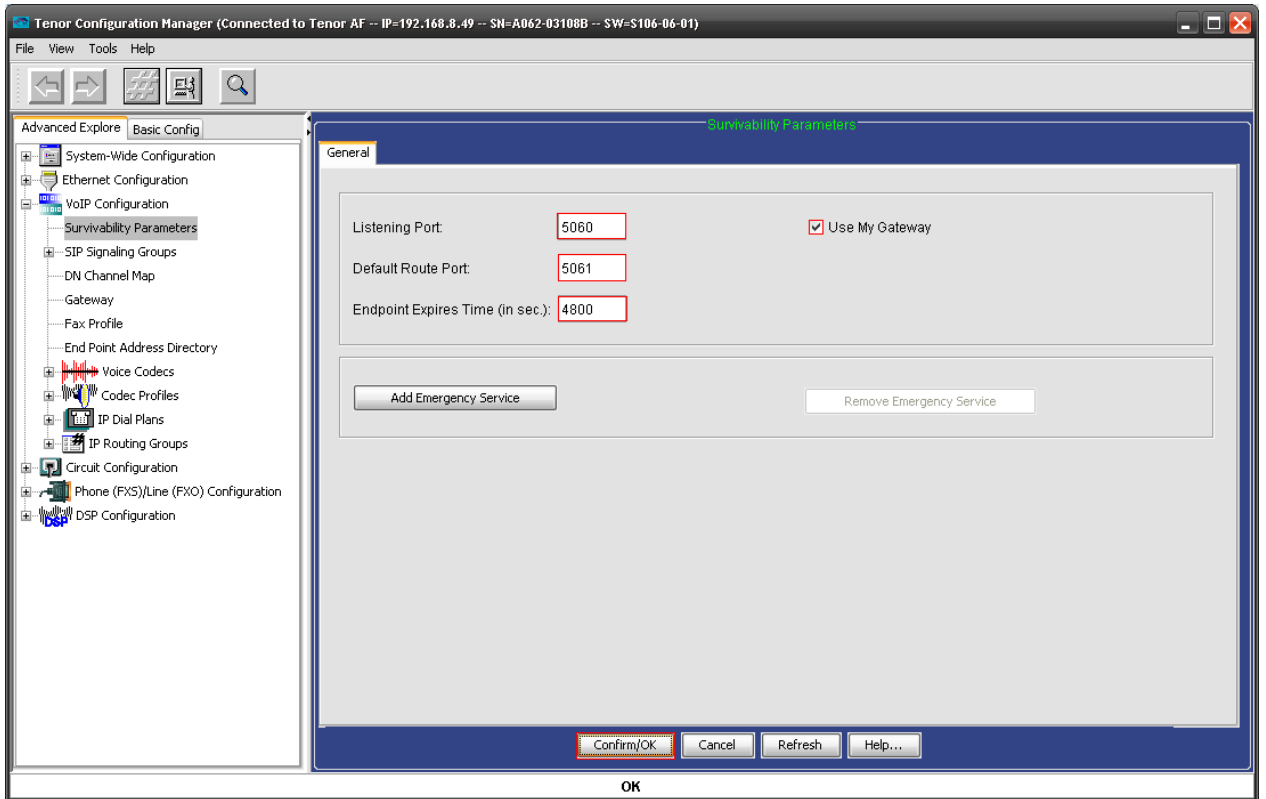 Tenor Configuration Manager (Connected to Tenor AF -- IP=192.168.8.49 -- SN=A062-03108B -- SW=S106-06-01)
File View Tools Help
Advanced Explore Basic Config
System-Wide Configuration
Ethernet Configuration
VoIP Configuration
Survivability Parameters
SIP Signaling Groups
DN Channel Map
Gateway
Fax Profile
End Point Address Directory
Voice Codecs
Codec Profiles
IP Dial Plans
IP Routing Groups
Circuit Configuration
Phone (FXS)/Line (FXO) Configuration
DSP DSP Configuration
Survivability Parameters
General
Listening Port: 5060 Use My Gateway
Default Route Port: 5061
Endpoint Expires Time (in sec.): 4800
Add Emergency Service Remove Emergency Service
Confirm/OK Cancel Refresh Help...
OK